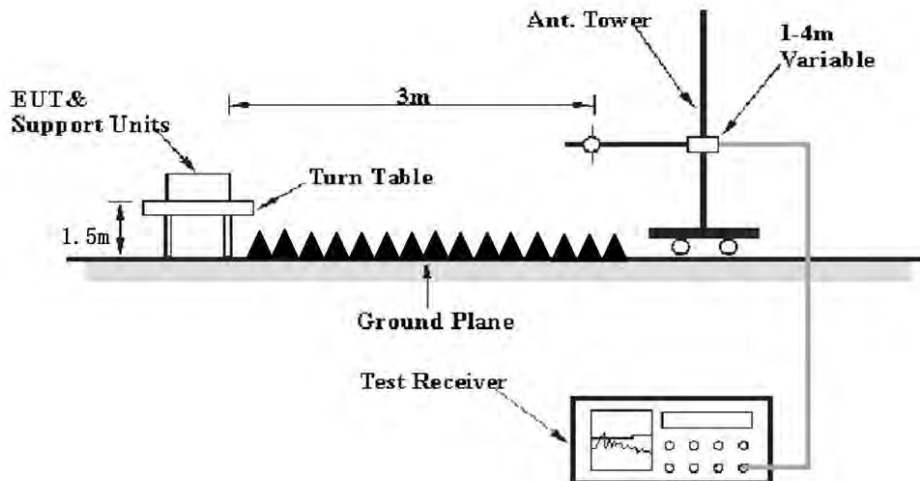 Ant. Tower
1-4m
Variable
EUT &
Support Units
3m
Turn Table
1.5m
Ground Plane
Test Receiver